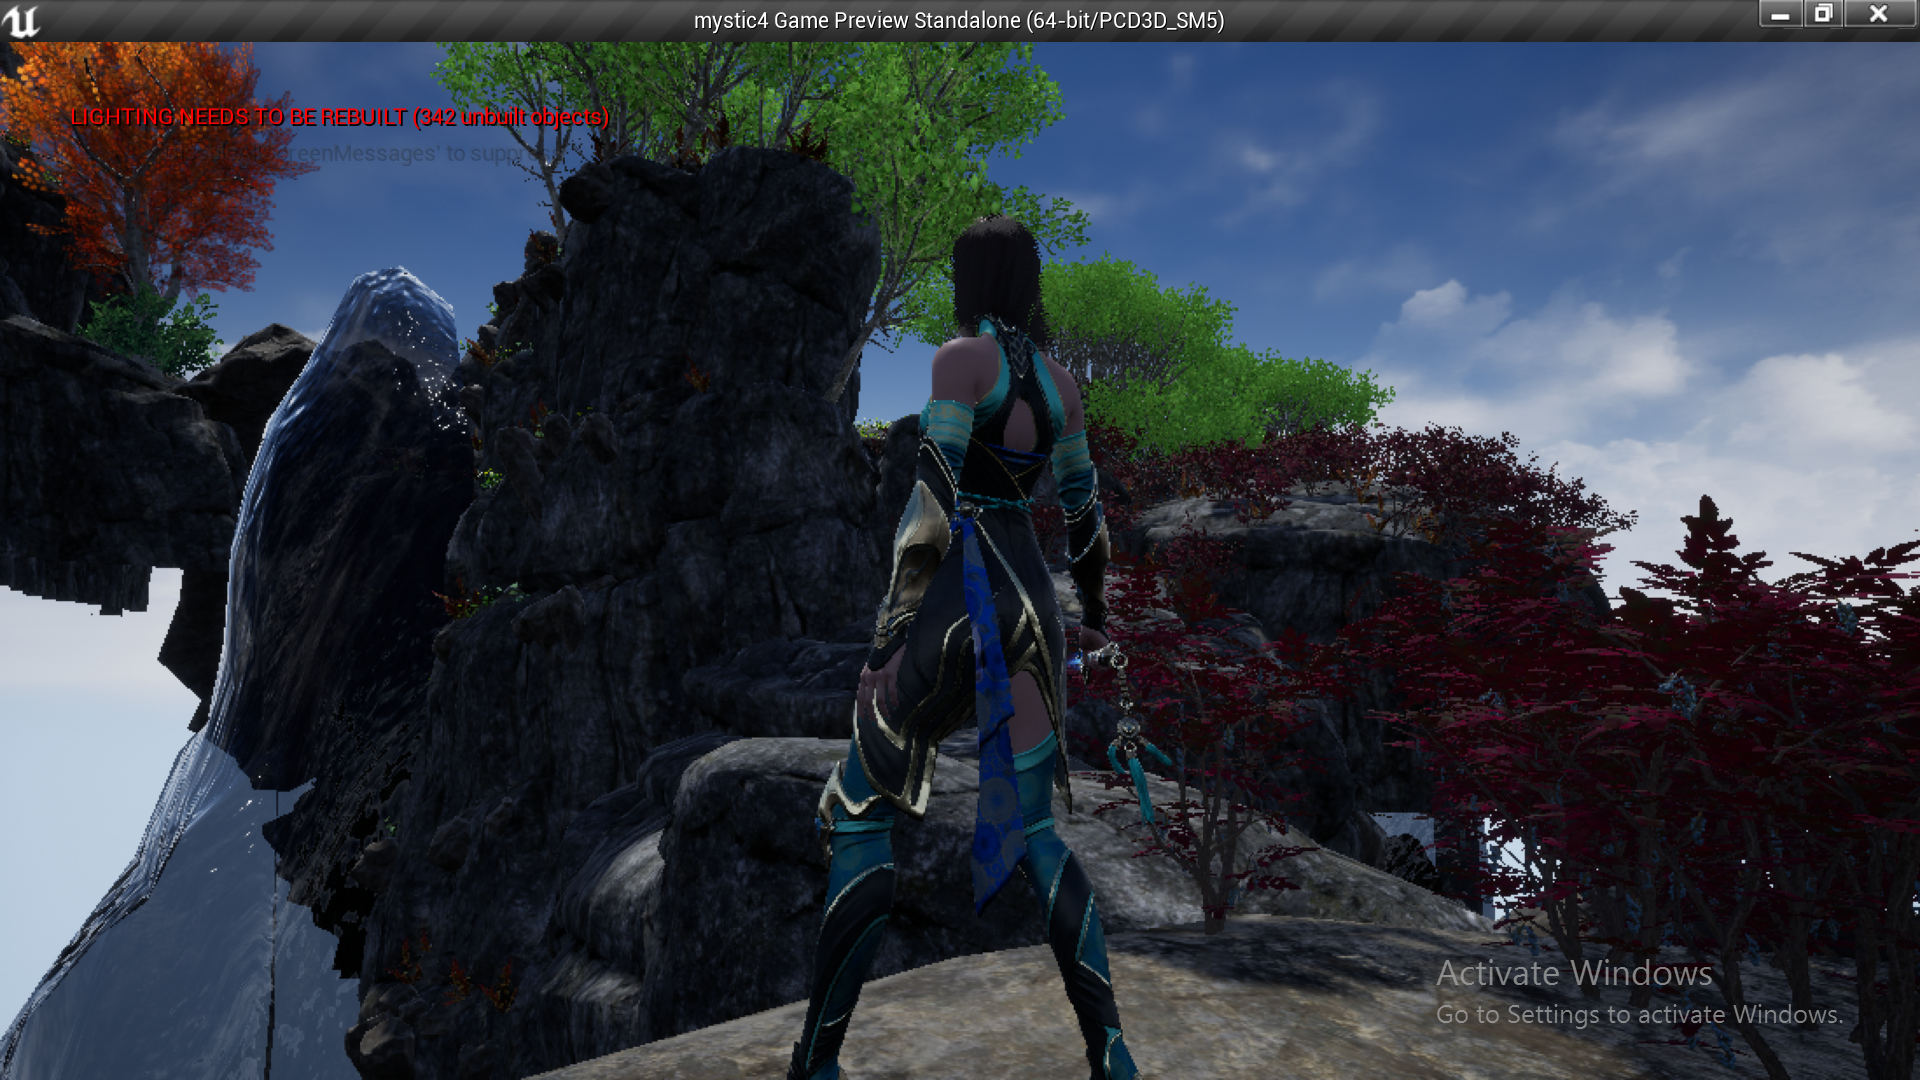 mystic4 Game Preview Standalone (64-bit/PCD3D_SM5)
LIGHTING NEEDS TO BE REBUILT (342 unbuilt objects)
to
Activate Windows
Go to Settings to activate Windows.